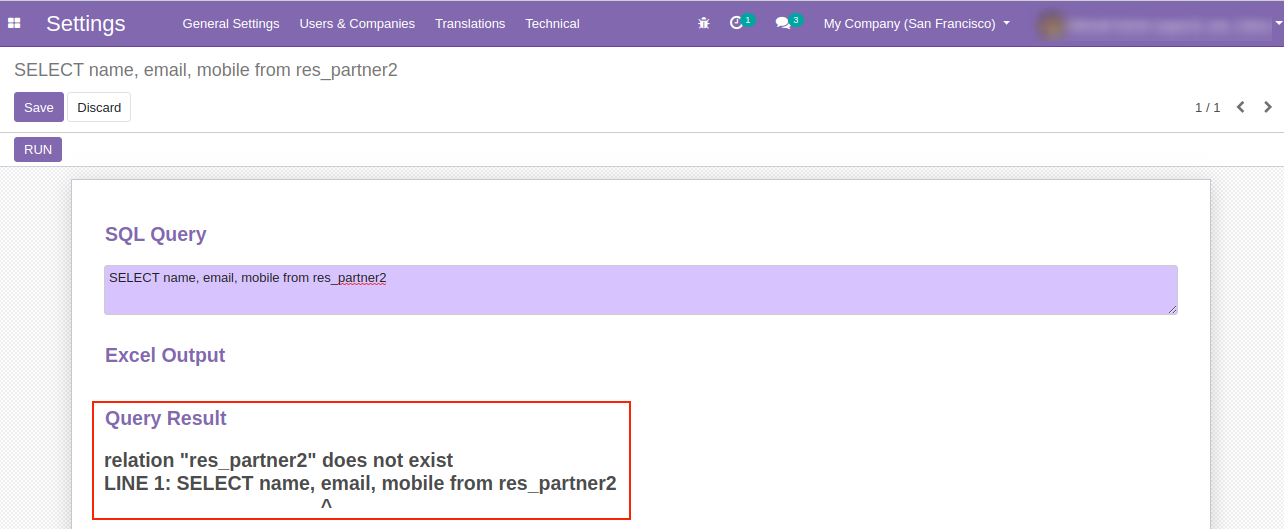 Settings General Settings Users & Companies Translations Technical 1 3 My Company (San Francisco)
SELECT name, email, mobile from res_partner2
Save Discard 1 / 1
RUN
SQL Query
SELECT name, email, mobile from res_partner2
Excel Output
Query Result
relation "res_partner2" does not exist
LINE 1: SELECT name, email, mobile from res_partner2
^